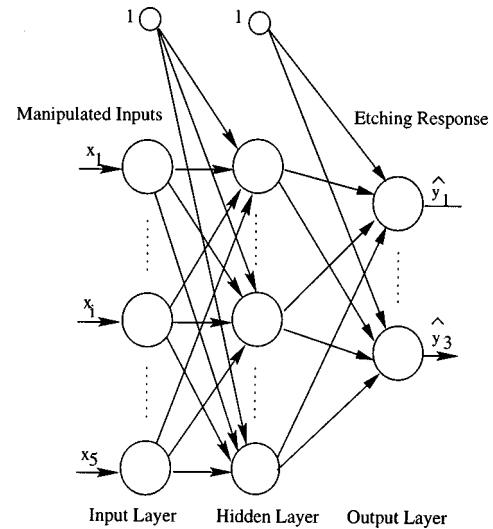 1 1
Manipulated Inputs Etching Response
x1
ŷ1
xi
ŷ3
x5
Input Layer Hidden Layer Output Layer